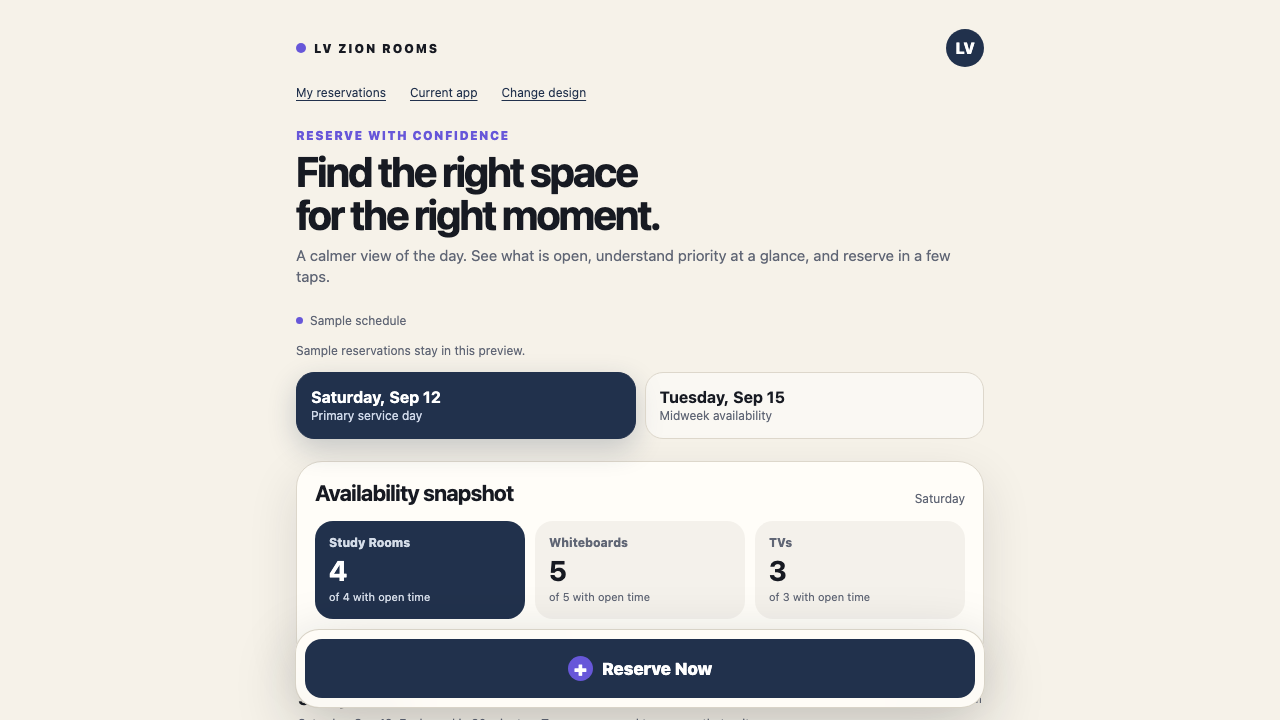 LV ZION ROOMS
LV
My reservations
Current app
Change design
RESERVE WITH CONFIDENCE
Find the right space
for the right moment.
A calmer view of the day. See what is open, understand priority at a glance, and reserve in a few
taps.
Sample schedule
Sample reservations stay in this preview.
Saturday, Sep 12
Primary service day
Tuesday, Sep 15
Midweek availability
Availability snapshot
Saturday
Study Rooms
4
of 4 with open time
Whiteboards
5
of 5 with open time
TVs
3
of 3 with open time
Reserve Now